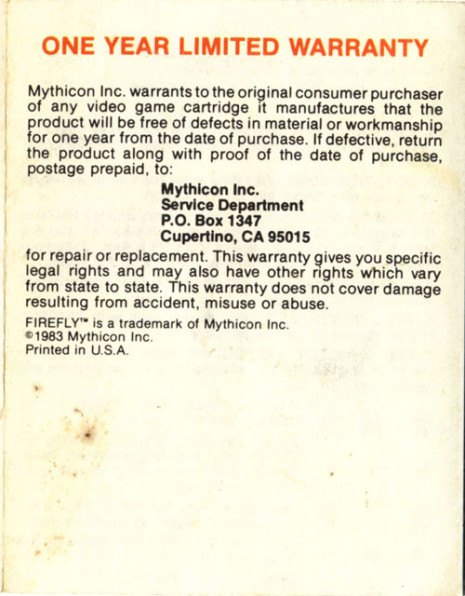 ONE YEAR LIMITED WARRANTY
Mythicon Inc. warrants to the original consumer purchaser
of any video game cartridge it manufactures that the
product will be free of defects in material or workmanship
for one year from the date of purchase. If defective, return
the product along with proof of the date of purchase,
postage prepaid, to:
Mythicon Inc.
Service Department
P.O. Box 1347
Cupertino, CA 95015
for repair or replacement. This warranty gives you specific
legal rights and may also have other rights which vary
from state to state. This warranty does not cover damage
resulting from accident, misuse or abuse.
FIREFLY™ is a trademark of Mythicon Inc.
©1983 Mythicon Inc.
Printed in U.S.A.